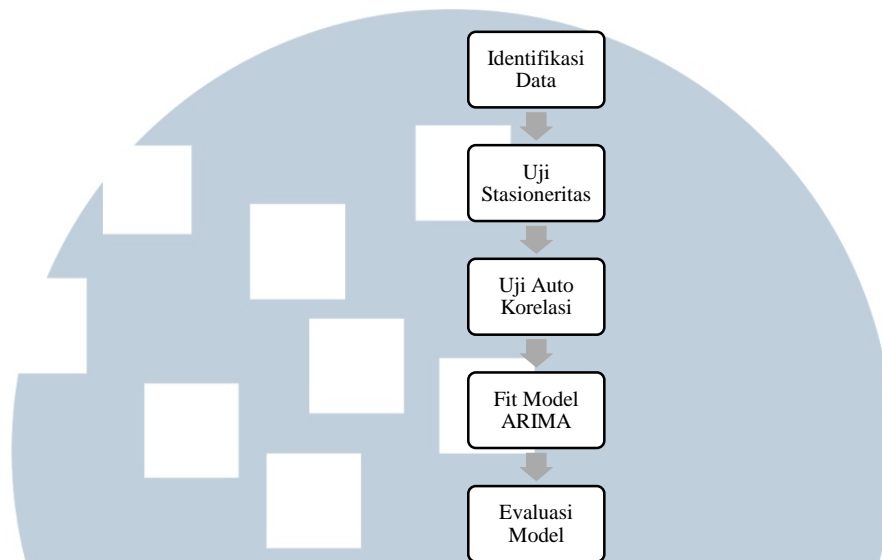 Identifikasi
Data
Uji
Stasioneritas
Uji Auto
Korelasi
Fit Model
ARIMA
Evaluasi
Model